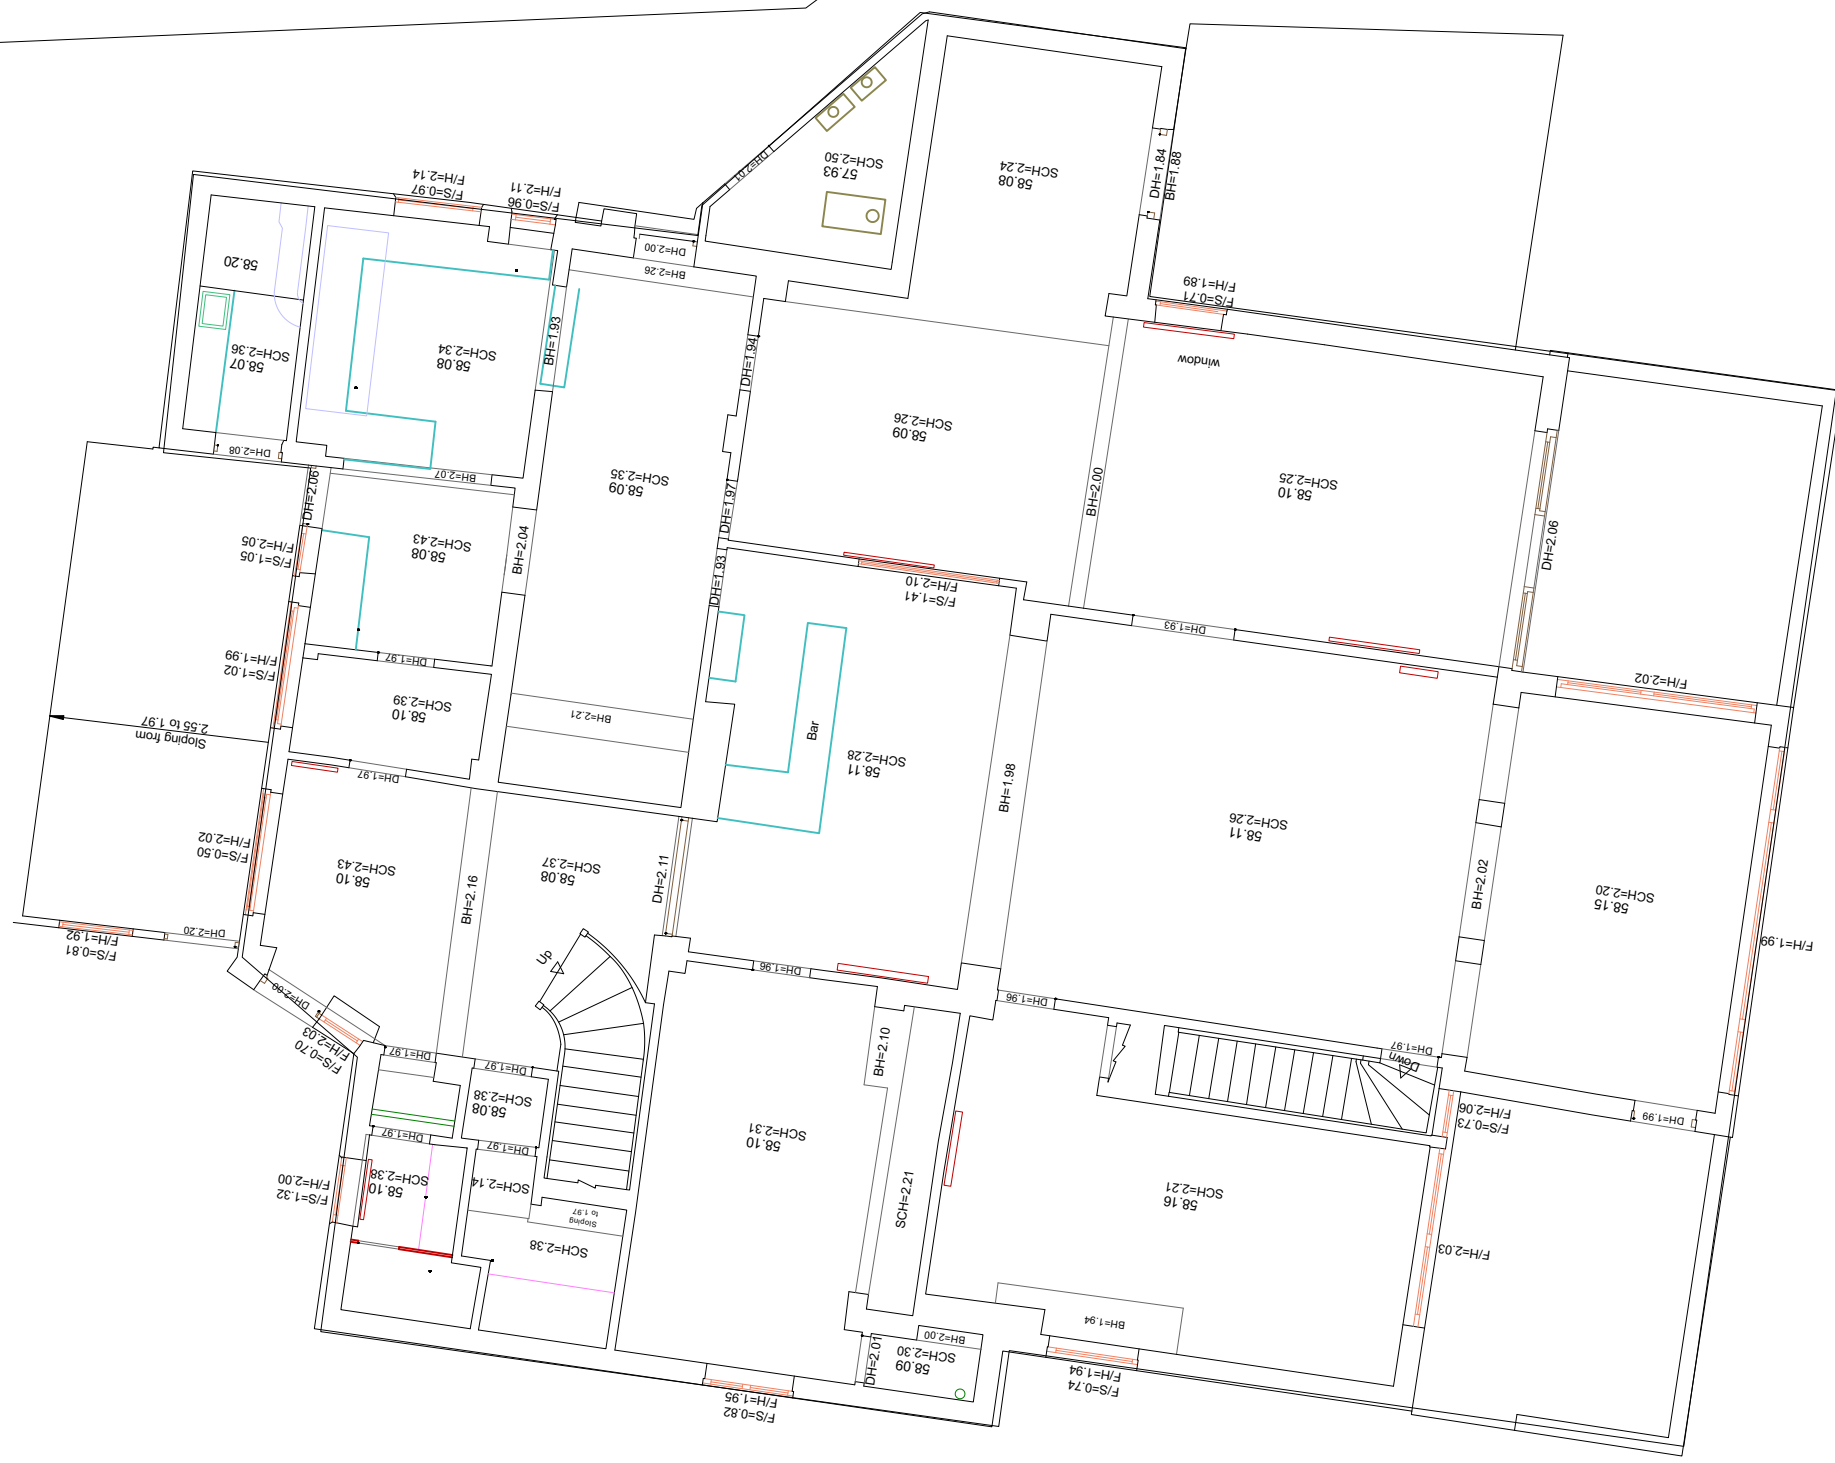 F/S=0.97
F/H=2.14
F/S=0.96
F/H=2.11
DH=2.01
57.93
SCH=2.50
58.08
SCH=2.24
DH=1.84
BH=1.88
58.20
DH=2.00
BH=2.26
F/S=0.71
F/H=1.89
window
58.07
SCH=2.36
58.08
SCH=2.34
BH=1.93
DH=1.94
58.09
SCH=2.26
DH=2.08
DH=2.06
BH=2.07
58.09
SCH=2.35
DH=1.97
BH=2.00
58.10
SCH=2.25
DH=2.06
F/S=1.05
F/H=2.05
58.08
SCH=2.43
BH=2.04
DH=1.93
F/S=1.41
F/H=2.10
DH=1.93
F/S=1.02
F/H=1.99
DH=1.97
58.10
SCH=2.39
BH=2.21
F/H=2.02
Sloping from
2.55 to 1.97
Bar
58.11
SCH=2.28
BH=1.98
DH=1.97
F/S=0.50
F/H=2.02
58.10
SCH=2.43
BH=2.16
58.08
SCH=2.37
DH=2.11
58.11
SCH=2.26
BH=2.02
58.15
SCH=2.20
F/H=1.99
F/S=0.81
F/H=1.92
DH=2.20
Up
DH=1.96
DH=1.96
DH=2.00
F/S=0.70
F/H=2.03
DH=1.97
DH=1.97
BH=2.10
DH=1.97
Down
58.08
SCH=2.38
F/S=0.73
F/H=2.06
DH=1.99
DH=1.97
DH=1.97
58.10
SCH=2.31
F/S=1.32
F/H=2.00
58.10
SCH=2.38
SCH=2.14
Sloping
to 1.97
SCH=2.21
58.16
SCH=2.21
SCH=2.38
F/H=2.03
BH=1.94
BH=2.00
58.09
SCH=2.30
DH=2.01
F/S=0.74
F/H=1.94
F/S=0.82
F/H=1.95